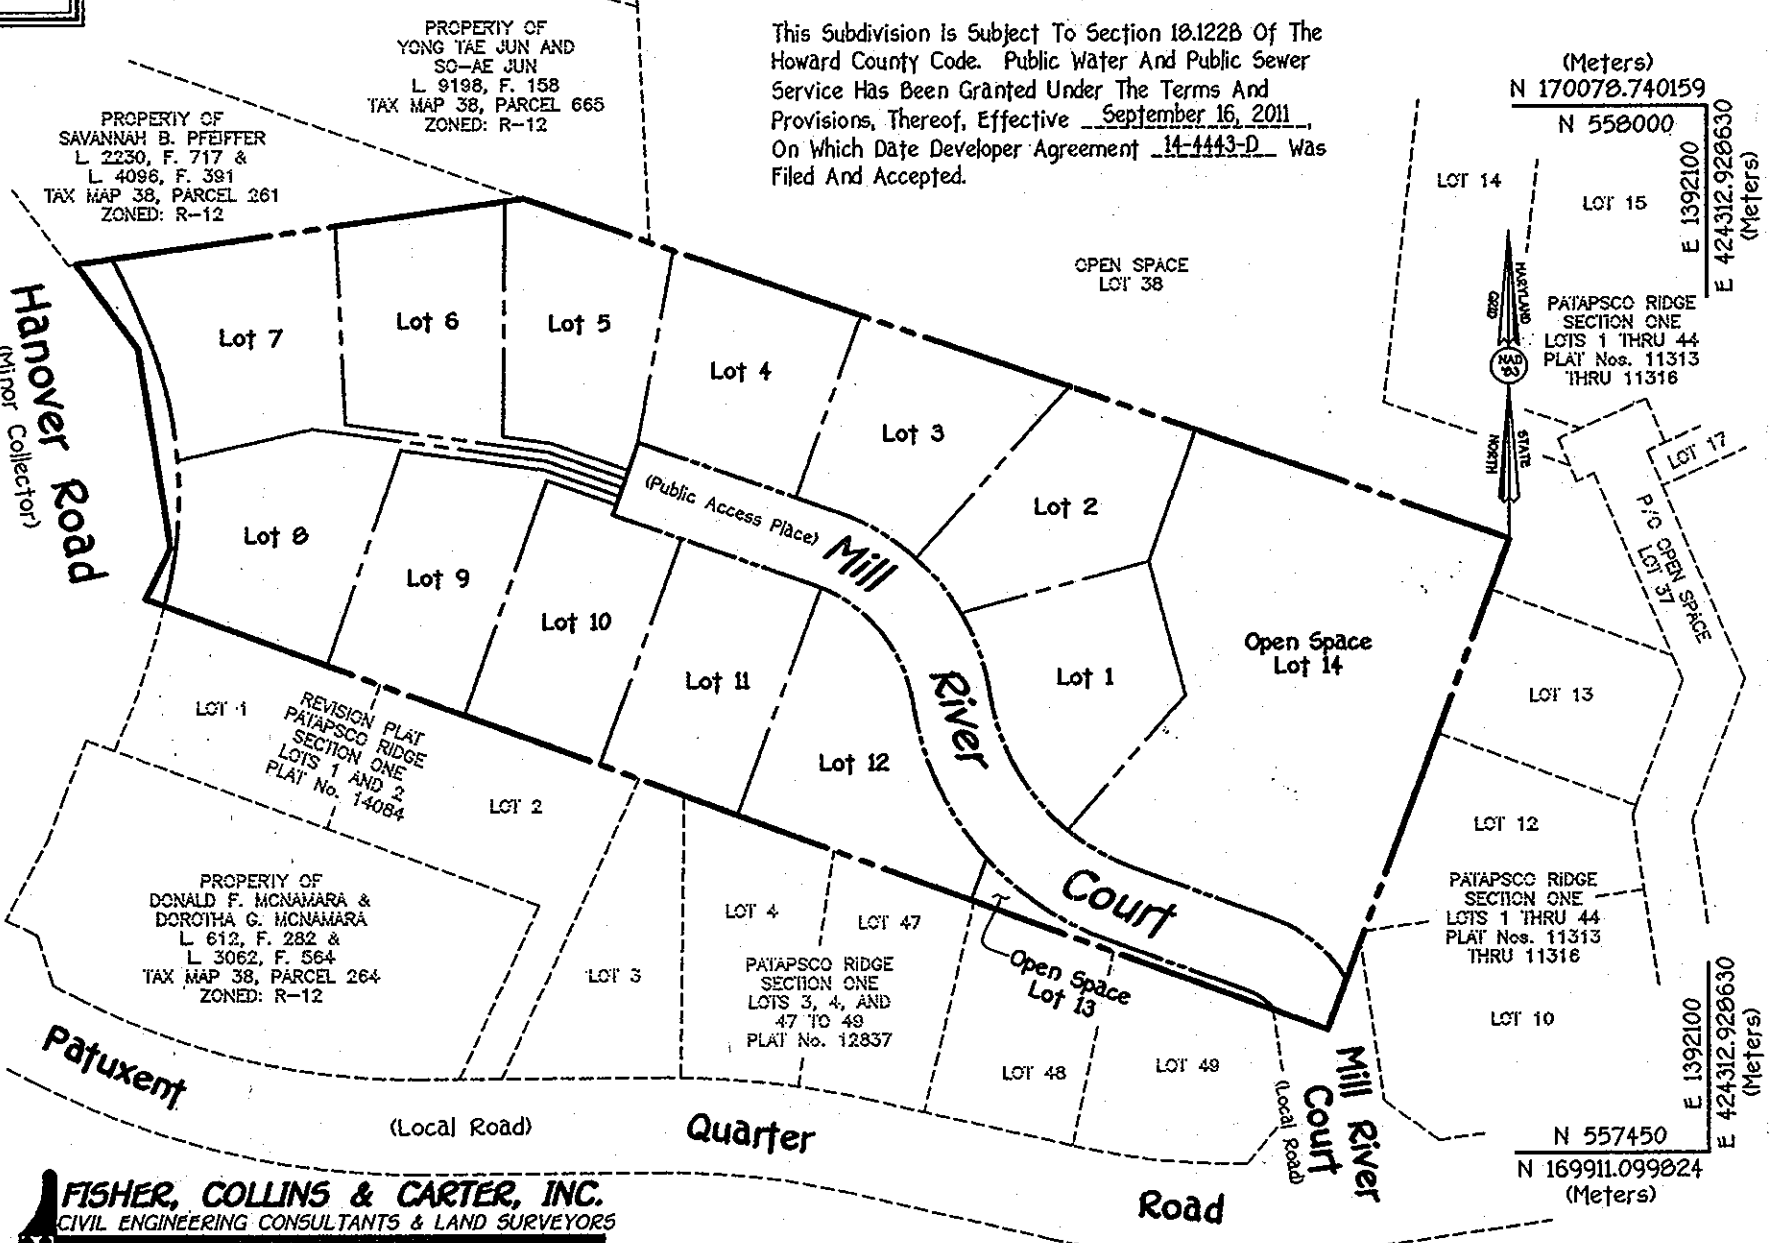 PROPERTY OF
YONG TAE JUN AND
SO-AE JUN
L. 9198, F. 158
TAX MAP 38, PARCEL 665
ZONED: R-12
This Subdivision Is Subject To Section 18.122B Of The
Howard County Code. Public Water And Public Sewer
Service Has Been Granted Under The Terms And
Provisions, Thereof, Effective September 16, 2011,
On Which Date Developer Agreement 14-4443-D Was
Filed And Accepted.
(Meters)
N 170078.740159
N 558000
E 1392100
E 424312.928630
(Meters)
PROPERTY OF
SAVANNAH B. PFEIFFER
L. 2230, F. 717 &
L. 4096, F. 391
TAX MAP 38, PARCEL 261
ZONED: R-12
LOT 14
LOT 15
OPEN SPACE
LOT 38
MARYLAND
GRID
NAD
'83
STATE
NORTH
PATAPSCO RIDGE
SECTION ONE
LOTS 1 THRU 44
PLAT Nos. 11313
THRU 11316
Hanover Road
(Minor Collector)
Lot 7
Lot 6
Lot 5
Lot 4
Lot 3
Lot 2
LOT 17
P/O OPEN SPACE
LOT 37
(Public Access Place)
Mill
River
Court
Lot 8
Lot 9
Lot 10
Lot 11
Lot 12
Lot 1
Open Space
Lot 14
LOT 13
LOT 1
REVISION PLAT
PATAPSCO RIDGE
SECTION ONE
LOTS 1 AND 2
PLAT No. 14084
LOT 2
LOT 12
PROPERTY OF
DONALD F. MCNAMARA &
DOROTHA G. MCNAMARA
L. 612, F. 282 &
L. 3062, F. 564
TAX MAP 38, PARCEL 264
ZONED: R-12
LOT 3
LOT 4
LOT 47
PATAPSCO RIDGE
SECTION ONE
LOTS 3, 4, AND
47 TO 49
PLAT No. 12837
Open Space
Lot 13
PATAPSCO RIDGE
SECTION ONE
LOTS 1 THRU 44
PLAT Nos. 11313
THRU 11316
LOT 10
LOT 48
LOT 49
Mill River
Court
(Local Road)
Patuxent
(Local Road)
Quarter
Road
E 1392100
E 424312.928630
(Meters)
N 557450
N 169911.099824
(Meters)
FISHER, COLLINS & CARTER, INC.
CIVIL ENGINEERING CONSULTANTS & LAND SURVEYORS